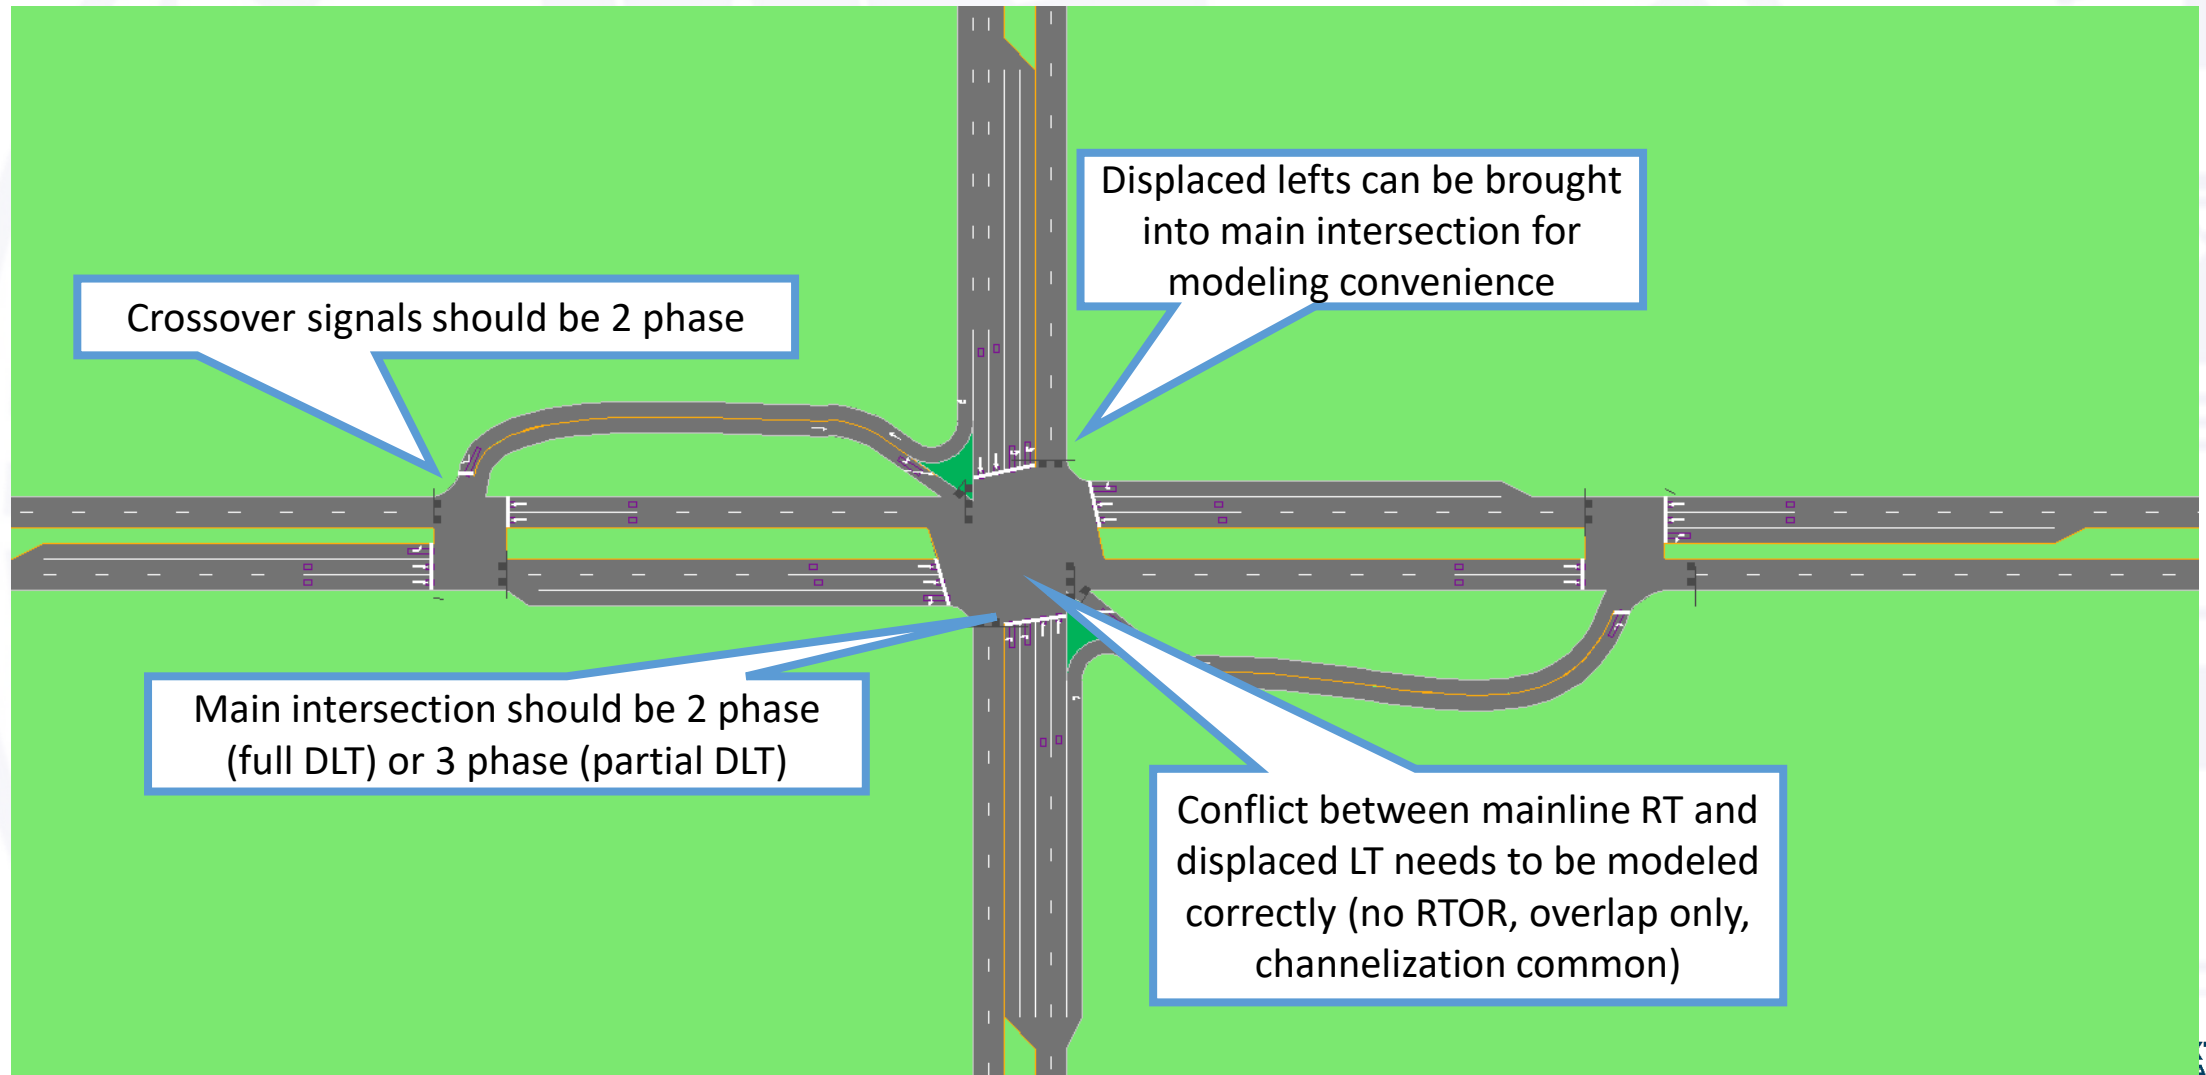 Displaced lefts can be brought
into main intersection for
modeling convenience
Crossover signals should be 2 phase
Main intersection should be 2 phase
(full DLT) or 3 phase (partial DLT)
Conflict between mainline RT and
displaced LT needs to be modeled
correctly (no RTOR, overlap only,
channelization common)